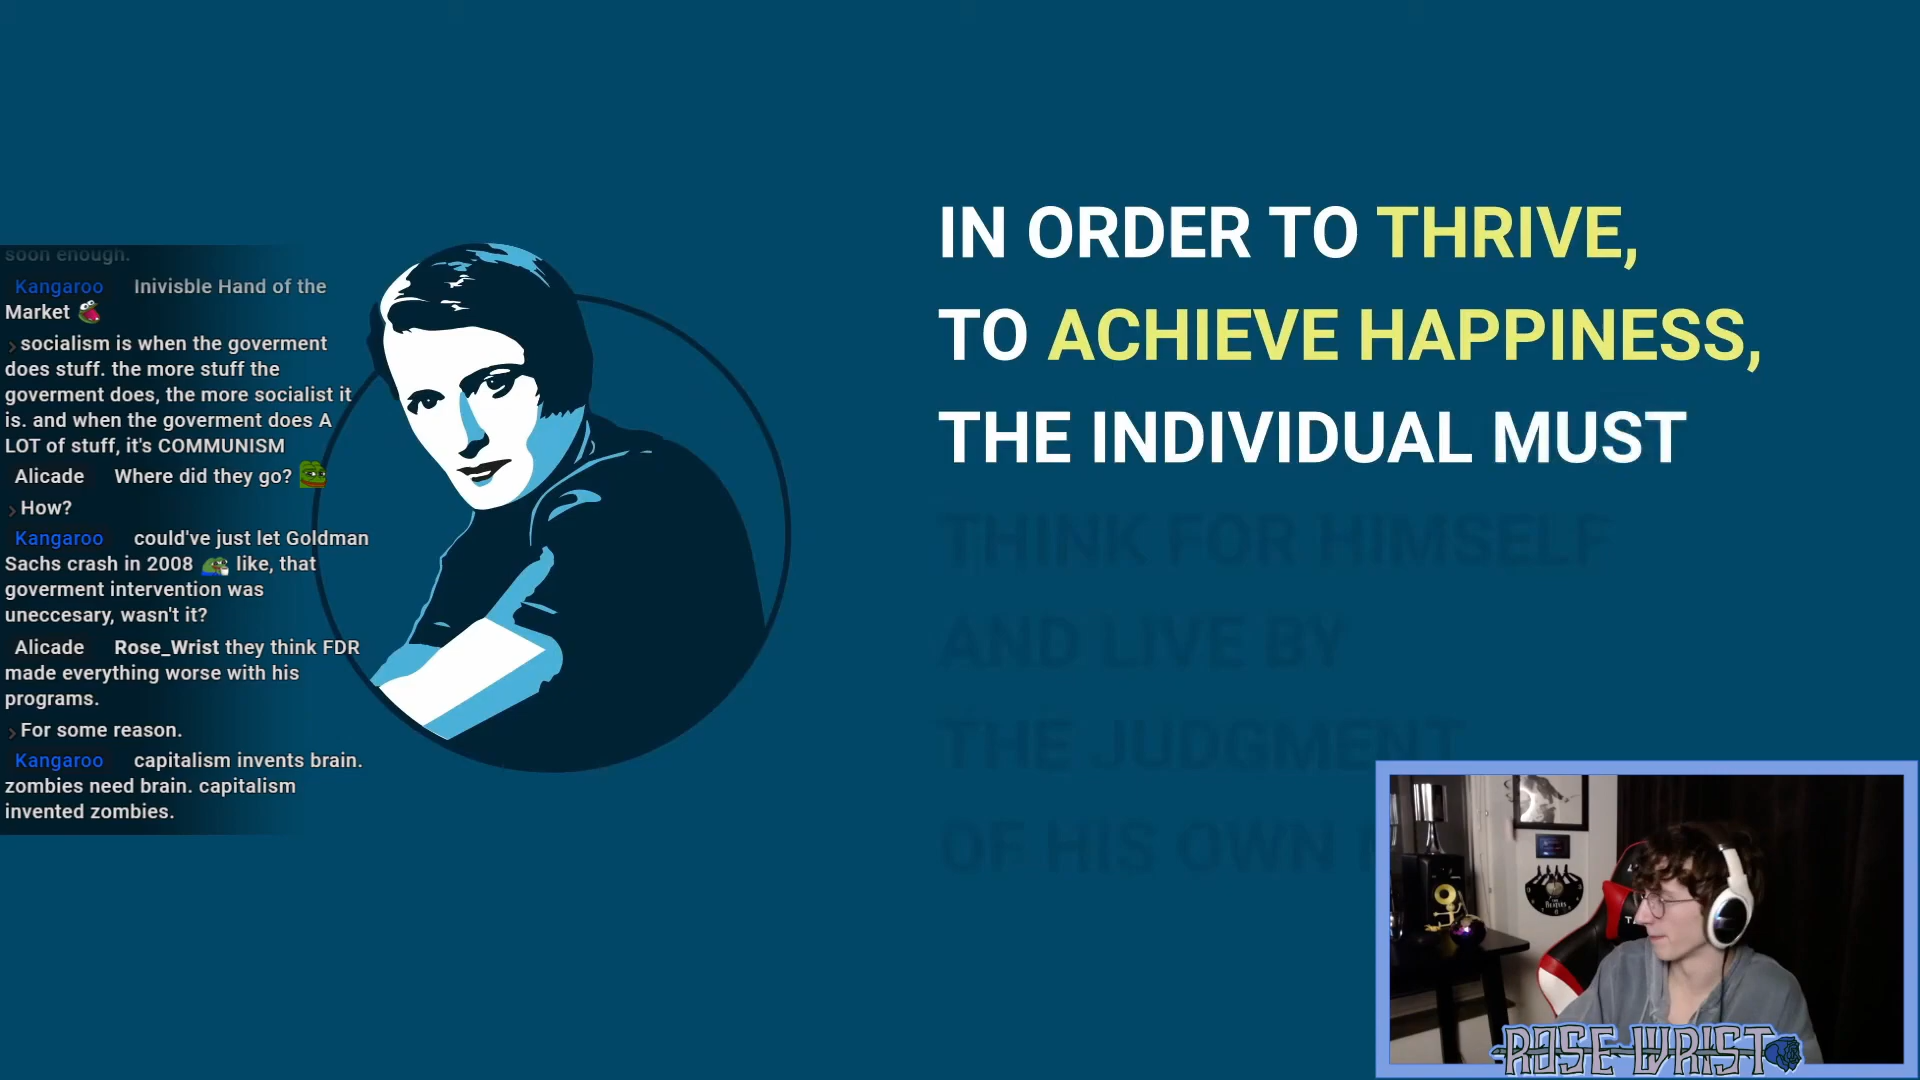 soon enough.
Kangaroo Inivisble Hand of the
Market
socialism is when the goverment
does stuff. the more stuff the
goverment does, the more socialist it
is. and when the goverment does A
LOT of stuff, it's COMMUNISM
Alicade Where did they go?
How?
Kangaroo could've just let Goldman
Sachs crash in 2008 like, that
goverment intervention was
uneccesary, wasn't it?
Alicade Rose_Wrist they think FDR
made everything worse with his
programs.
For some reason.
Kangaroo capitalism invents brain.
zombies need brain. capitalism
invented zombies.
IN ORDER TO THRIVE,
TO ACHIEVE HAPPINESS,
THE INDIVIDUAL MUST
THINK FOR HIMSELF
AND LIVE BY
THE JUDGMENT
OF HIS OWN
ROSE WRIST